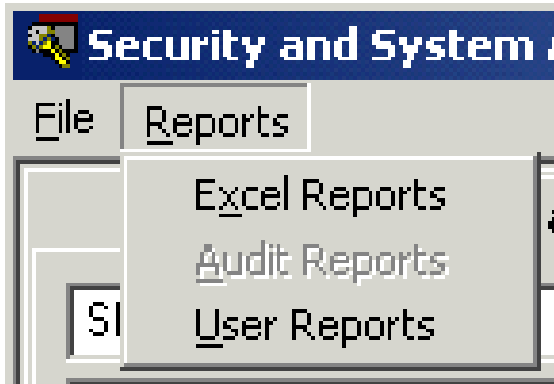 Security and System
File Reports
Excel Reports
Audit Reports
User Reports